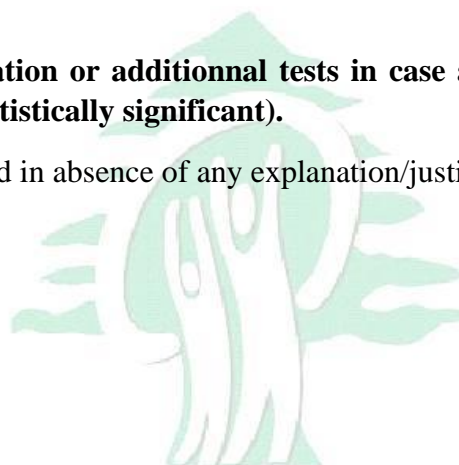 ation or additionnal tests in case
tistically significant).
d in absence of any explanation/justi